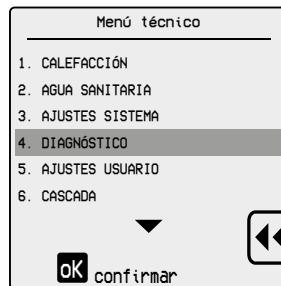 Menú técnico
1. CALEFACCIÓN
2. AGUA SANITARIA
3. AJUSTES SISTEMA
4. DIAGNÓSTICO
5. AJUSTES USUARIO
6. CASCADA
oK confirmar